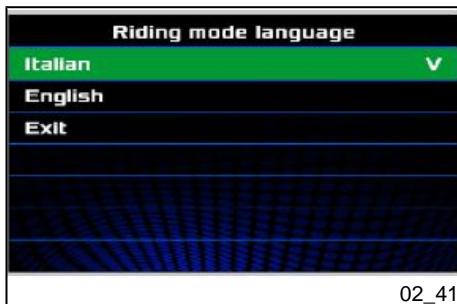 Riding mode language
Italian V
English
Exit
02_41